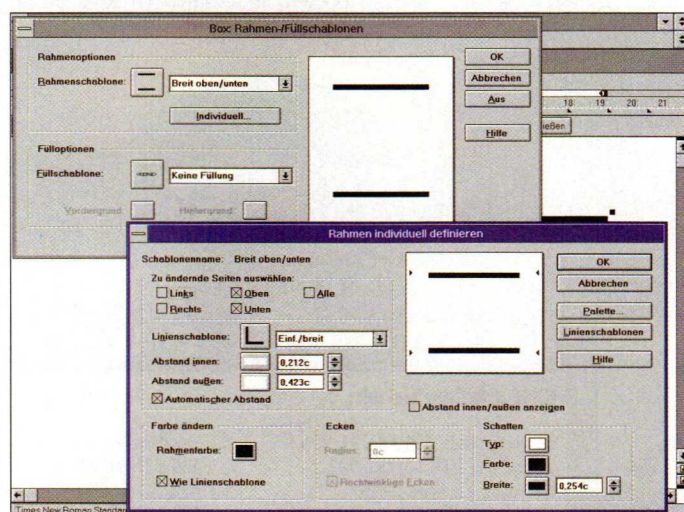 Box: Rahmen-/Füllschablonen
Rahmenoptionen
Rahmenschablone:
Breit oben/unten
Individuell...
Fülloptionen
Füllschablone:
<NONE>
Keine Füllung
Vordergrund:
Hintergrund:
OK
Abbrechen
Aus
Hilfe
18 19 20 21
ießen
Rahmen individuell definieren
Schablonenname: Breit oben/unten
Zu ändernde Seiten auswählen:
Links Oben Alle
Rechts Unten
Linienschablone: Einf./breit
Abstand innen: 0,212c
Abstand außen: 0,423c
Automatischer Abstand
OK
Abbrechen
Palette...
Linienschablonen
Hilfe
Abstand innen/außen anzeigen
Farbe ändern
Rahmenfarbe:
Wie Linienschablone
Ecken
Radius: 0c
Rechtwinklige Ecken
Schatten
Typ:
Farbe:
Breite: 0,254c
Times New Roman Standar